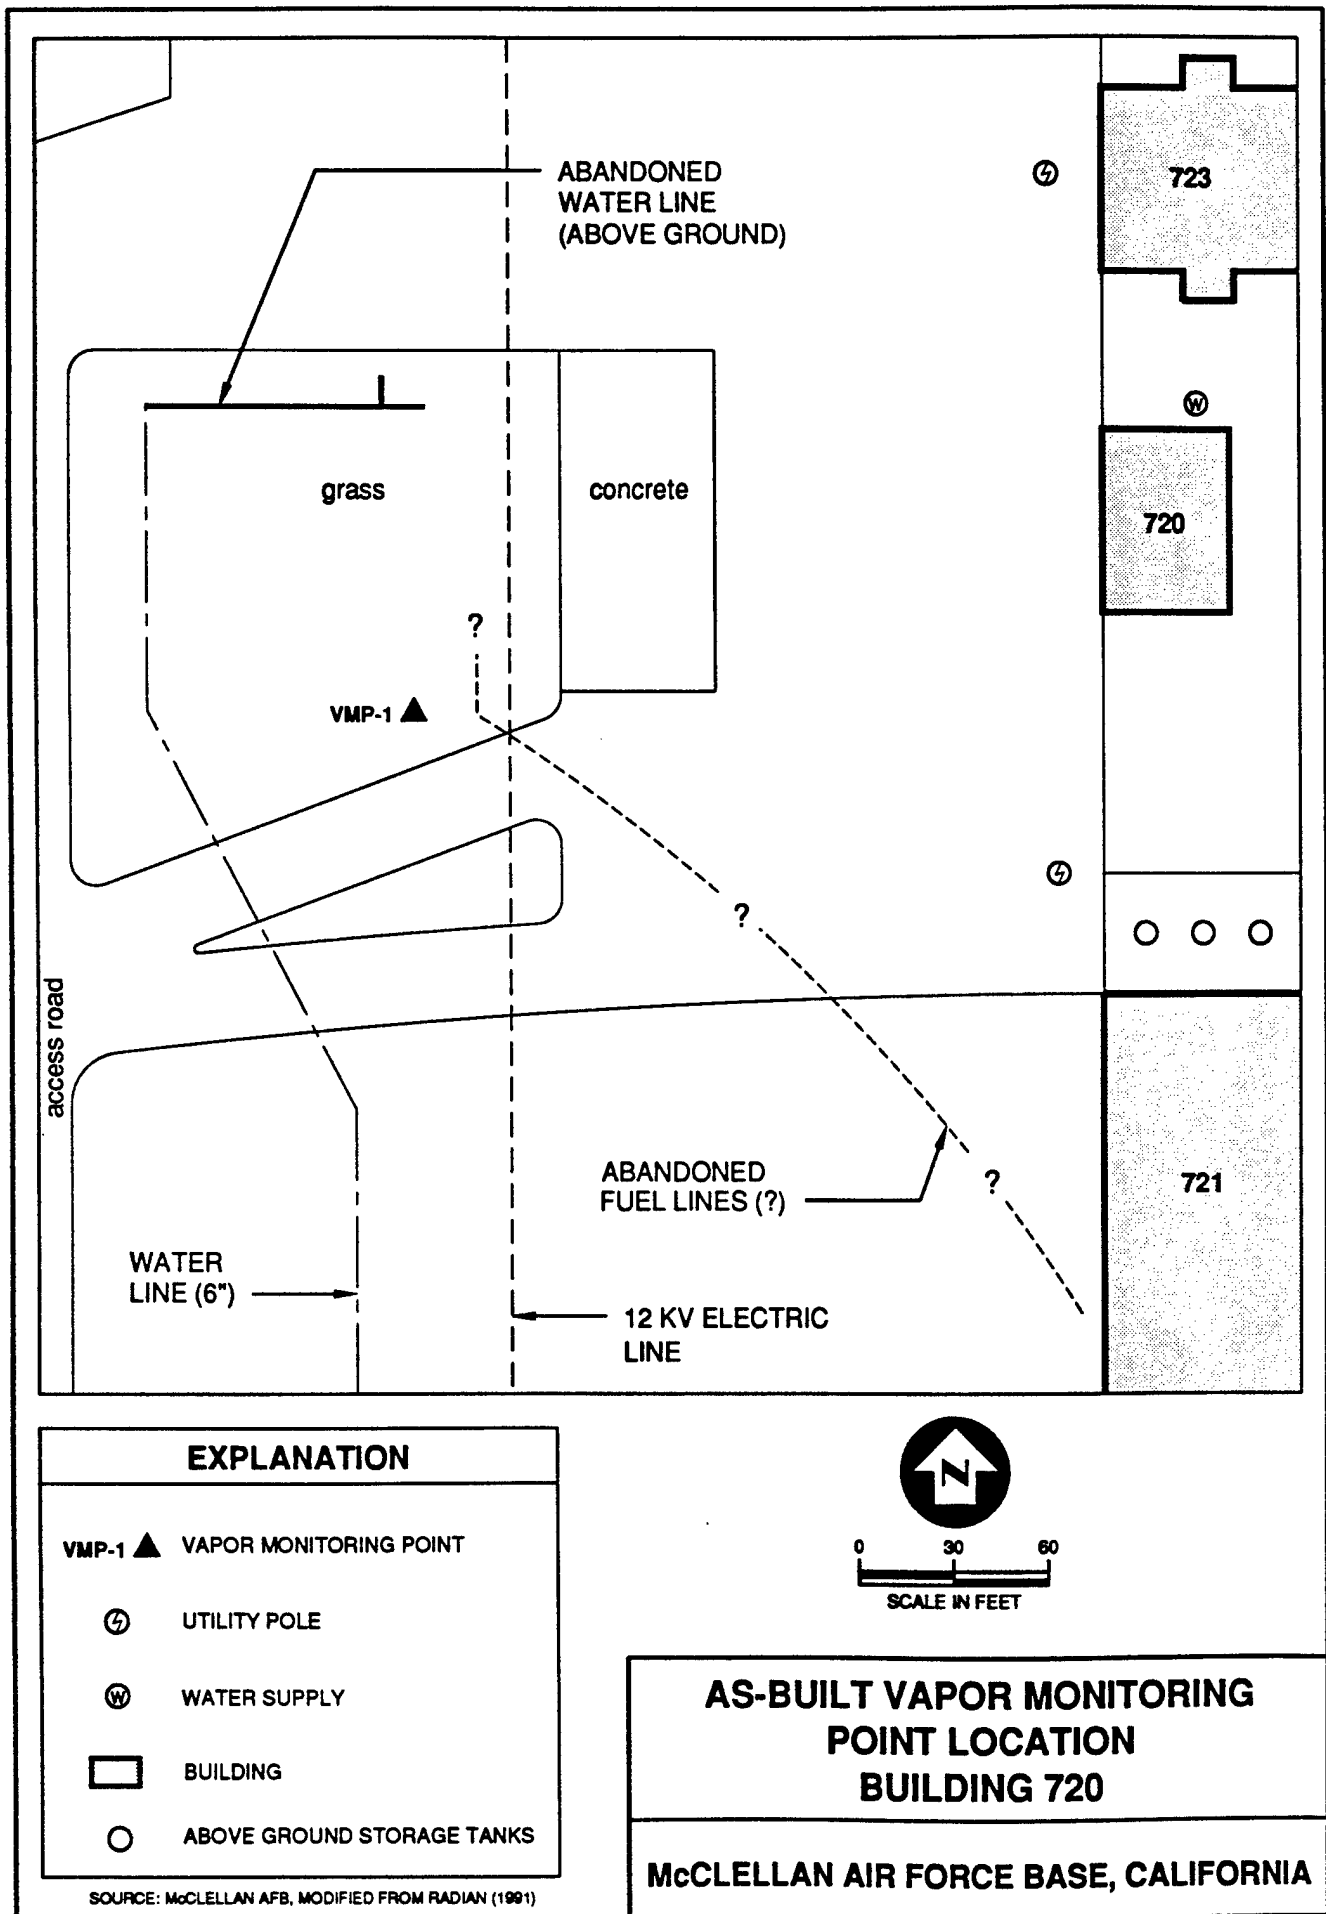 ABANDONED
WATER LINE
(ABOVE GROUND)
723
W
grass
concrete
720
?
VMP-1
?
access road
ABANDONED
FUEL LINES (?)
?
721
WATER
LINE (6")
12 KV ELECTRIC
LINE
EXPLANATION
VMP-1 VAPOR MONITORING POINT
UTILITY POLE
W WATER SUPPLY
BUILDING
ABOVE GROUND STORAGE TANKS
SOURCE: McCLELLAN AFB, MODIFIED FROM RADIAN (1991)
N
0 30 60
SCALE IN FEET
AS-BUILT VAPOR MONITORING
POINT LOCATION
BUILDING 720
McCLELLAN AIR FORCE BASE, CALIFORNIA